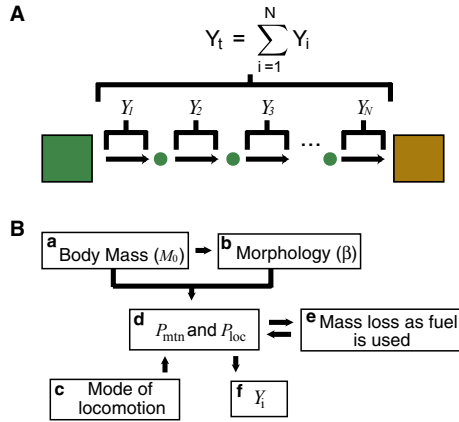 A
Y_t = ∑_{i=1}^{N} Y_i
Y_1 Y_2 Y_3 Y_N
...
B
a Body Mass (M_0)
b Morphology (β)
d P_mtn and P_loc
e Mass loss as fuel
is used
c Mode of
locomotion
f Y_i